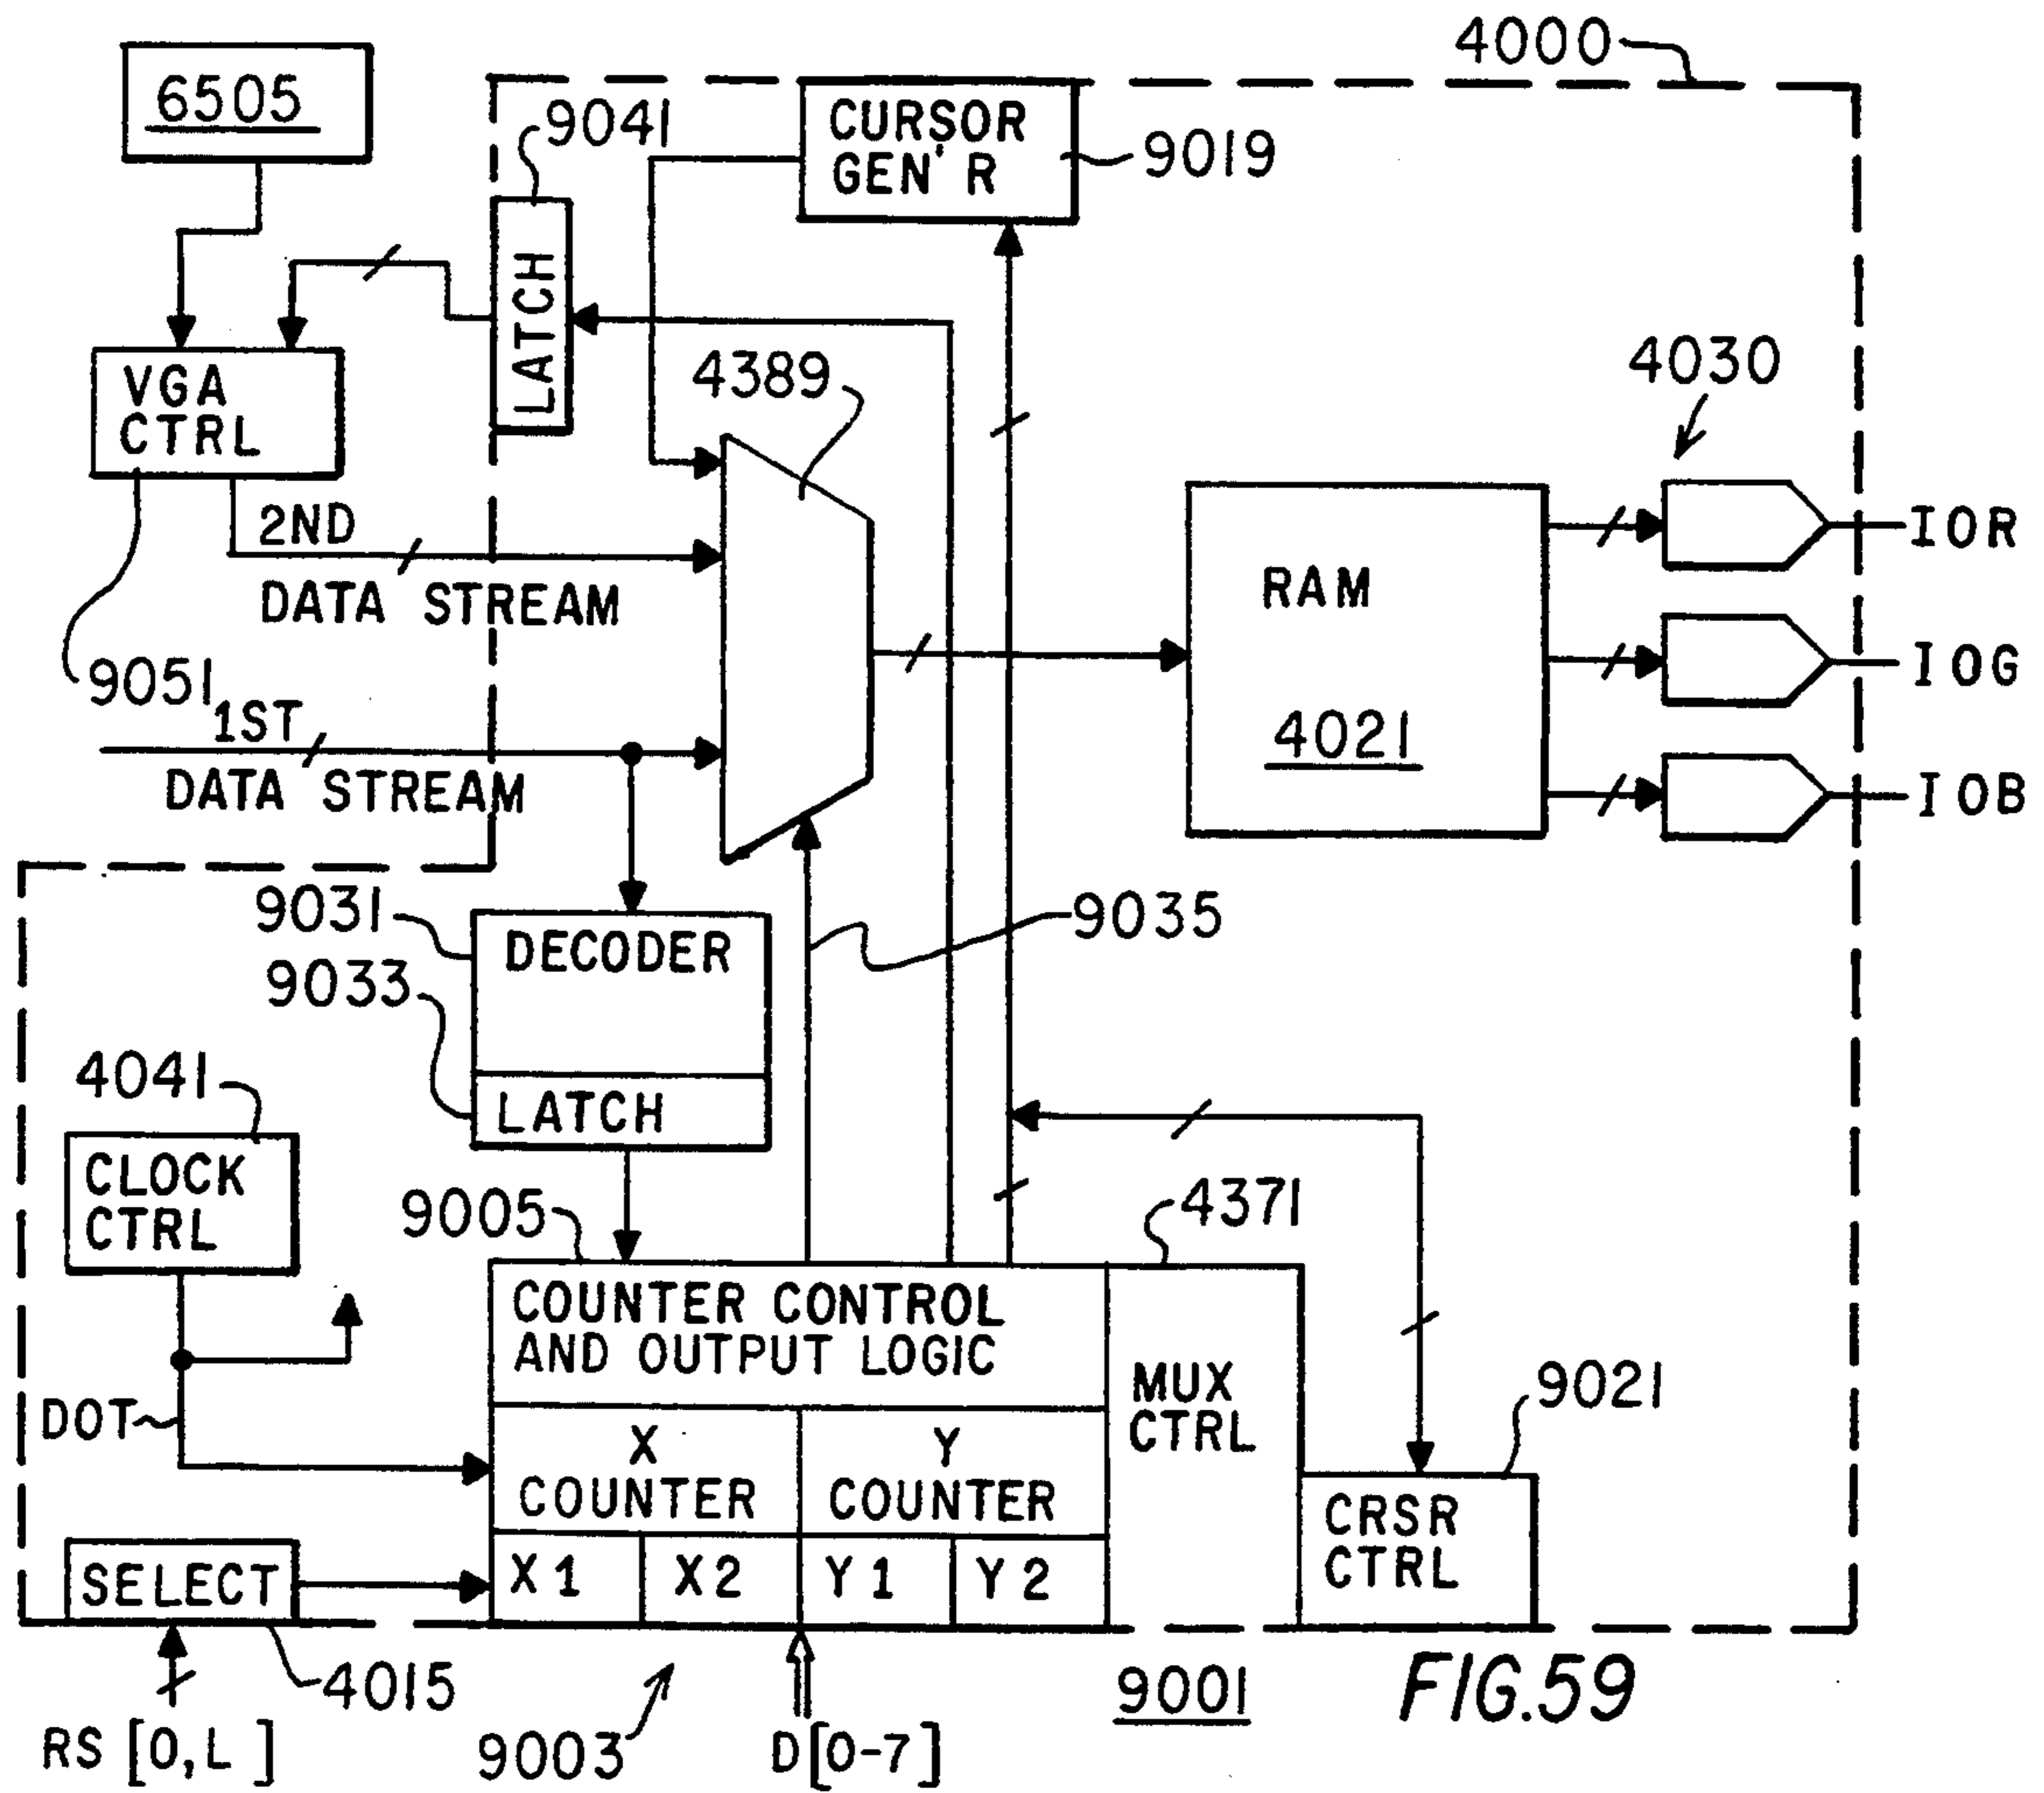 4000
6505
9041
CURSOR
GEN'R
9019
LATCH
4389
4030
VGA
CTRL
2ND
DATA STREAM
IOR
RAM
9051
IOG
1ST
4021
DATA STREAM
IOB
9031
9035
DECODER
9033
4041
LATCH
CLOCK
CTRL
9005
4371
COUNTER CONTROL
AND OUTPUT LOGIC
MUX
CTRL
9021
DOT
X
COUNTER
Y
COUNTER
CRSR
CTRL
SELECT
X1
X2
Y1
Y2
4015
9001
FIG.59
RS [O,L ]
9003
D[0-7]